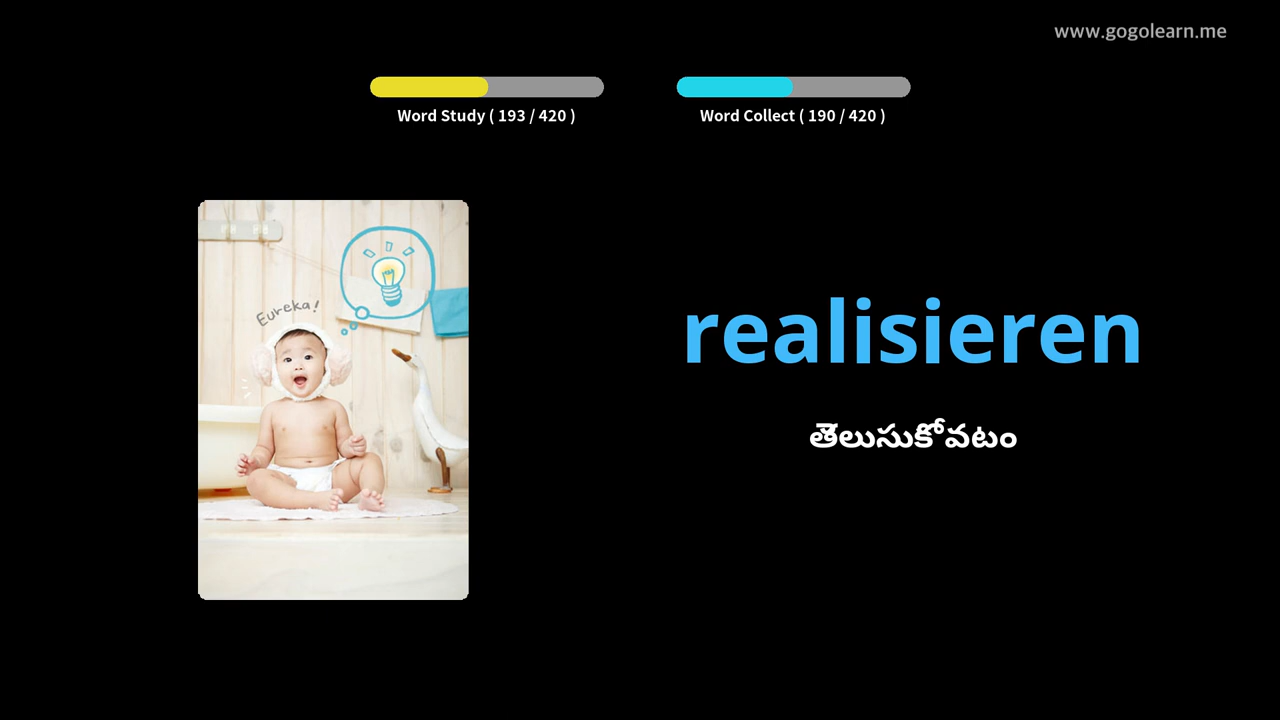 www.gogolearn.me
Word Study ( 193 / 420 )
Word Collect ( 190 / 420 )
Eureka!
realisieren
తెలుసుకోవటం